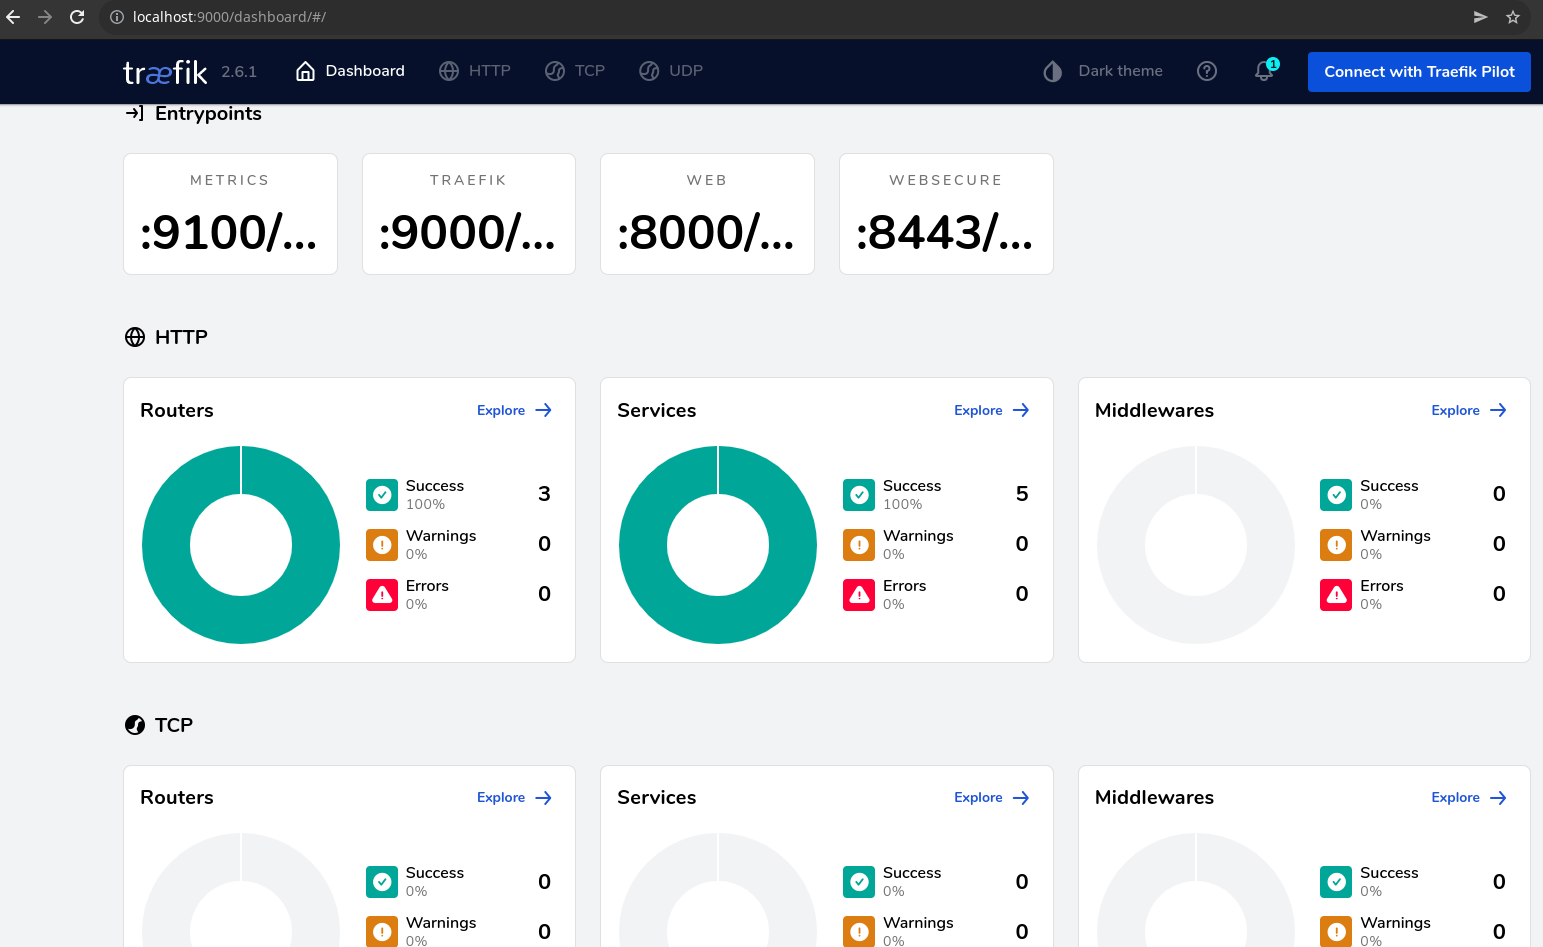 localhost:9000/dashboard/#/
træfik 2.6.1 Dashboard HTTP TCP UDP Dark theme 1 Connect with Traefik Pilot
Entrypoints
METRICS
:9100/...
TRAEFIK
:9000/...
WEB
:8000/...
WEBSECURE
:8443/...
HTTP
Routers Explore
Success 3
100%
Warnings 0
0%
Errors 0
0%
Services Explore
Success 5
100%
Warnings 0
0%
Errors 0
0%
Middlewares Explore
Success 0
0%
Warnings 0
0%
Errors 0
0%
TCP
Routers Explore
Success 0
0%
Warnings 0
0%
Services Explore
Success 0
0%
Warnings 0
0%
Middlewares Explore
Success 0
0%
Warnings 0
0%